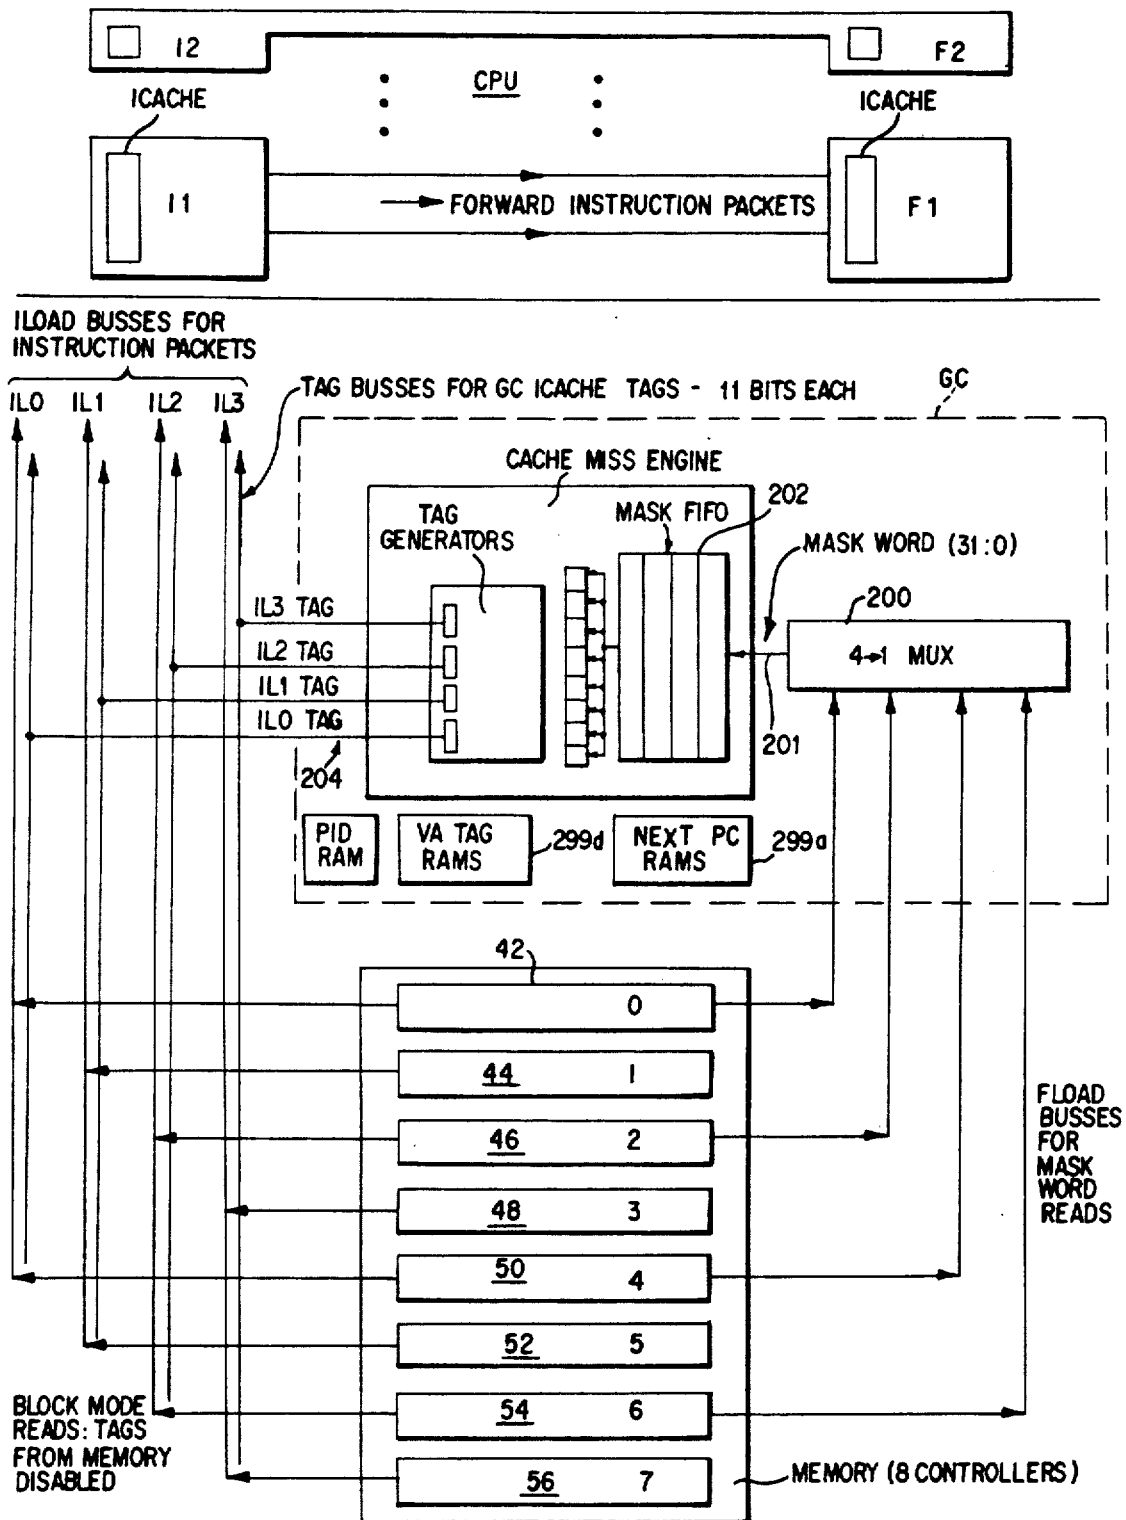 I2
F2
CPU
ICACHE
ICACHE
I1
FORWARD INSTRUCTION PACKETS
F1
ILOAD BUSSES FOR
INSTRUCTION PACKETS
IL0 IL1 IL2 IL3
TAG BUSSES FOR GC ICACHE TAGS - 11 BITS EACH
GC
CACHE MISS ENGINE
TAG
GENERATORS
MASK FIFO
202
MASK WORD (31:0)
200
4→1 MUX
IL3 TAG
IL2 TAG
IL1 TAG
IL0 TAG
204
201
PID
RAM
VA TAG
RAMS
299d
NEXT PC
RAMS
299a
42
0
44 1
46 2
48 3
50 4
52 5
54 6
56 7
FLOAD
BUSSES
FOR
MASK
WORD
READS
BLOCK MODE
READS: TAGS
FROM MEMORY
DISABLED
MEMORY (8 CONTROLLERS)